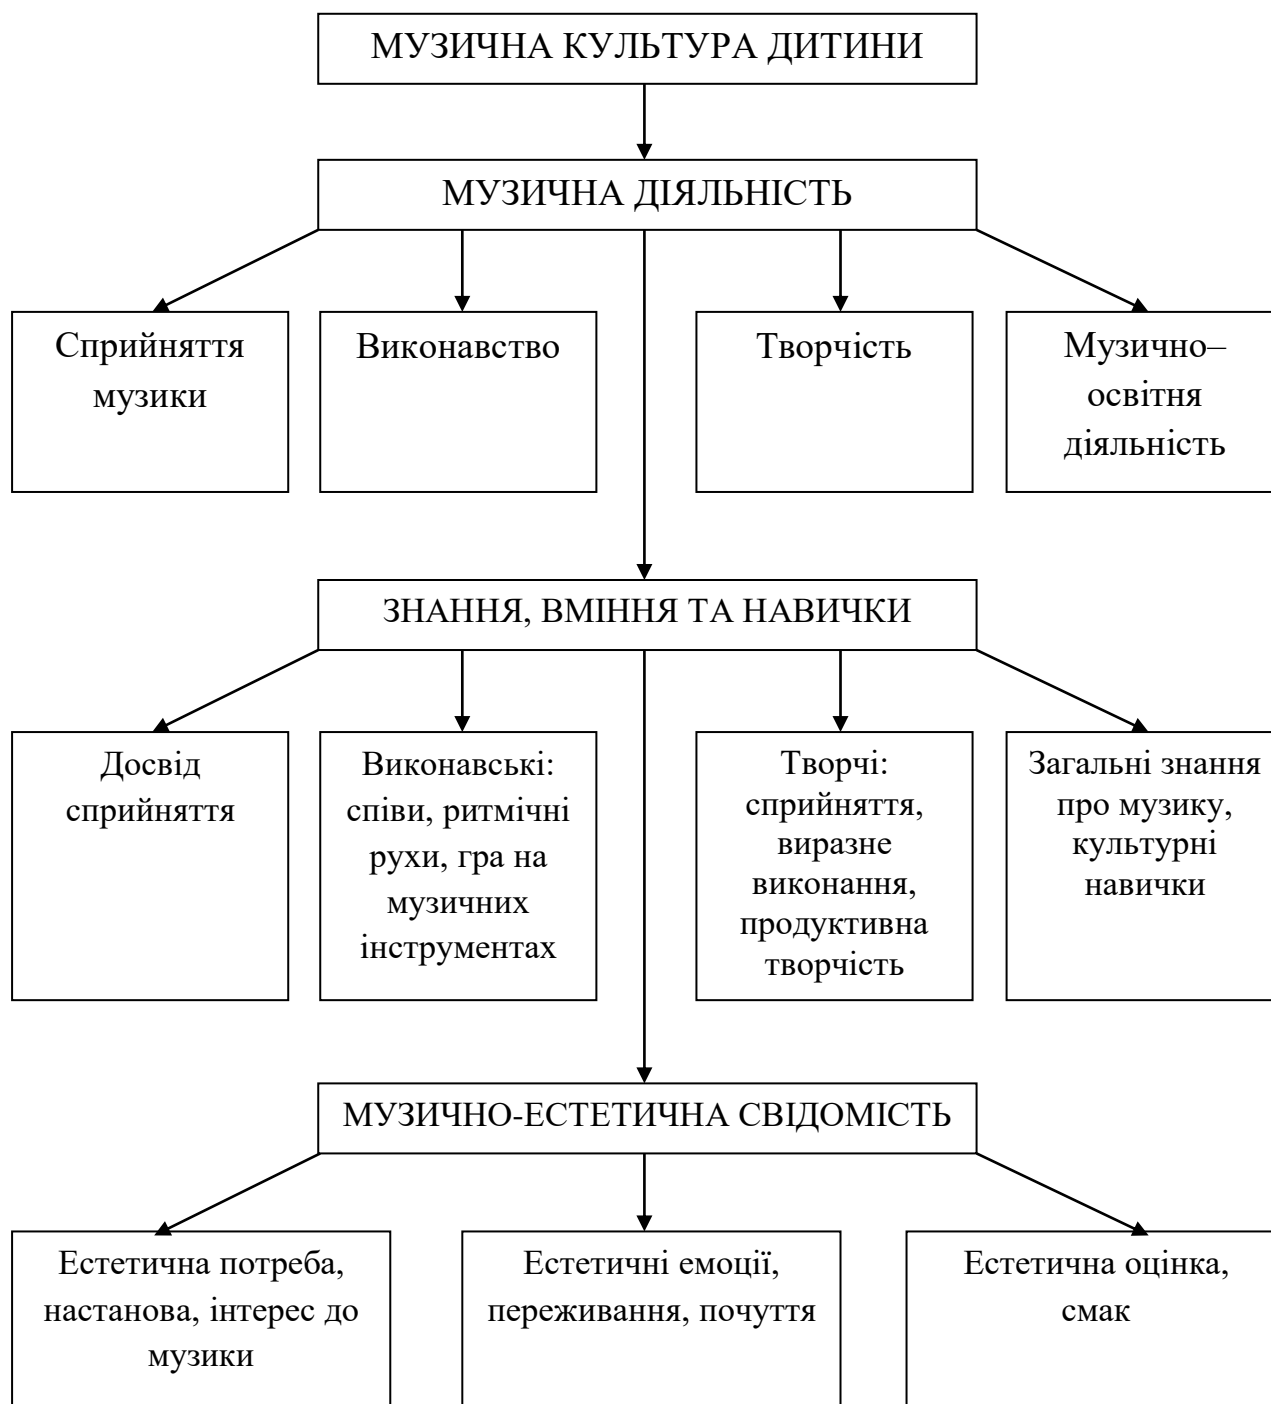 МУЗИЧНА КУЛЬТУРА ДИТИНИ
МУЗИЧНА ДІЯЛЬНІСТЬ
Сприйняття
музики
Виконавство
Творчість
Музично–
освітня
діяльність
ЗНАННЯ, ВМІННЯ ТА НАВИЧКИ
Досвід
сприйняття
Виконавські:
співи, ритмічні
рухи, гра на
музичних
інструментах
Творчі:
сприйняття,
виразне
виконання,
продуктивна
творчість
Загальні знання
про музику,
культурні
навички
МУЗИЧНО-ЕСТЕТИЧНА СВІДОМІСТЬ
Естетична потреба,
настанова, інтерес до
музики
Естетичні емоції,
переживання, почуття
Естетична оцінка,
смак